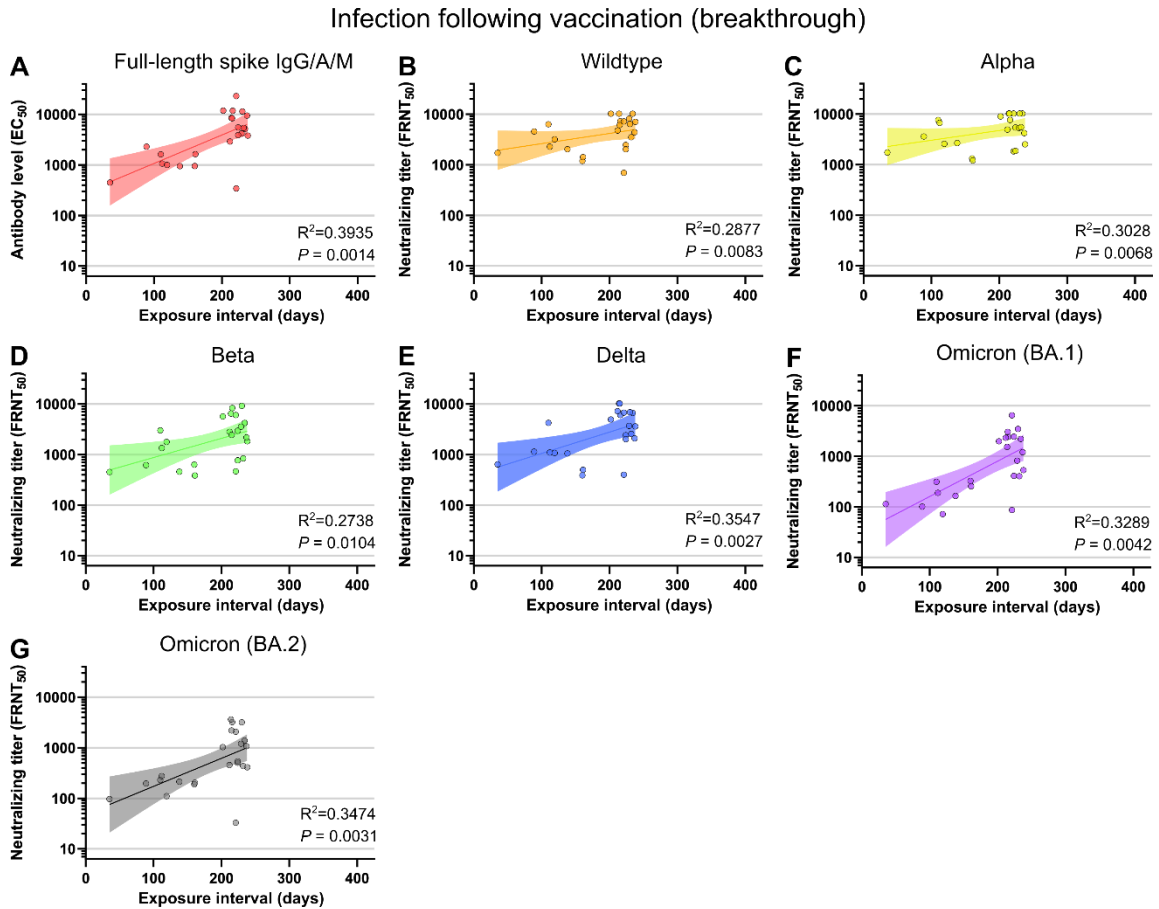 Infection following vaccination (breakthrough)
A
Full-length spike IgG/A/M
Antibody level (EC50)
10000
1000
100
10
R2=0.3935
P = 0.0014
0 100 200 300 400
Exposure interval (days)
B
Wildtype
Neutralizing titer (FRNT50)
10000
1000
100
10
R2=0.2877
P = 0.0083
0 100 200 300 400
Exposure interval (days)
C
Alpha
Neutralizing titer (FRNT50)
10000
1000
100
10
R2=0.3028
P = 0.0068
0 100 200 300 400
Exposure interval (days)
D
Beta
Neutralizing titer (FRNT50)
10000
1000
100
10
R2=0.2738
P = 0.0104
0 100 200 300 400
Exposure interval (days)
E
Delta
Neutralizing titer (FRNT50)
10000
1000
100
10
R2=0.3547
P = 0.0027
0 100 200 300 400
Exposure interval (days)
F
Omicron (BA.1)
Neutralizing titer (FRNT50)
10000
1000
100
10
R2=0.3289
P = 0.0042
0 100 200 300 400
Exposure interval (days)
G
Omicron (BA.2)
Neutralizing titer (FRNT50)
10000
1000
100
10
R2=0.3474
P = 0.0031
0 100 200 300 400
Exposure interval (days)